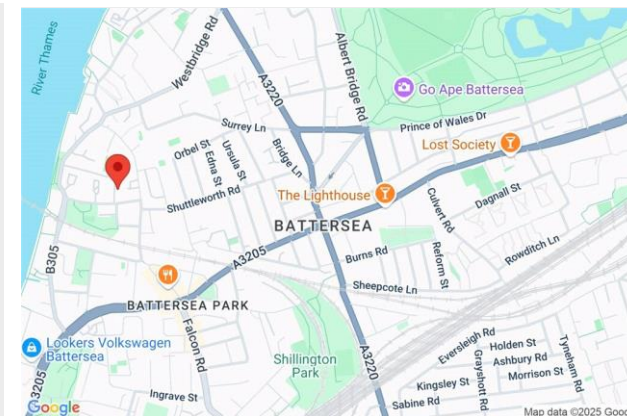 River Thames
Westbridge Rd
A3220
Albert Bridge Rd
Go Ape Battersea
Surrey Ln
Prince of Wales Dr
Orbel St
Edna St
Ursula St
Bridge Ln
Lost Society
Shuttleworth Rd
The Lighthouse
Culvert Rd
Dagnall St
BATTERSEA
B305
A3205
Burns Rd
Reform St
Rowditch Ln
Sheepcote Ln
BATTERSEA PARK
Falcon Rd
Lookers Volkswagen
Battersea
Shillington
Park
A3220
Eversleigh Rd
Holden St
Ashbury Rd
Morrison St
Tyneham Rd
Grayshott Rd
Kingsley St
Sabine Rd
3205
Ingrave St
Google
Map data ©2025 Goo